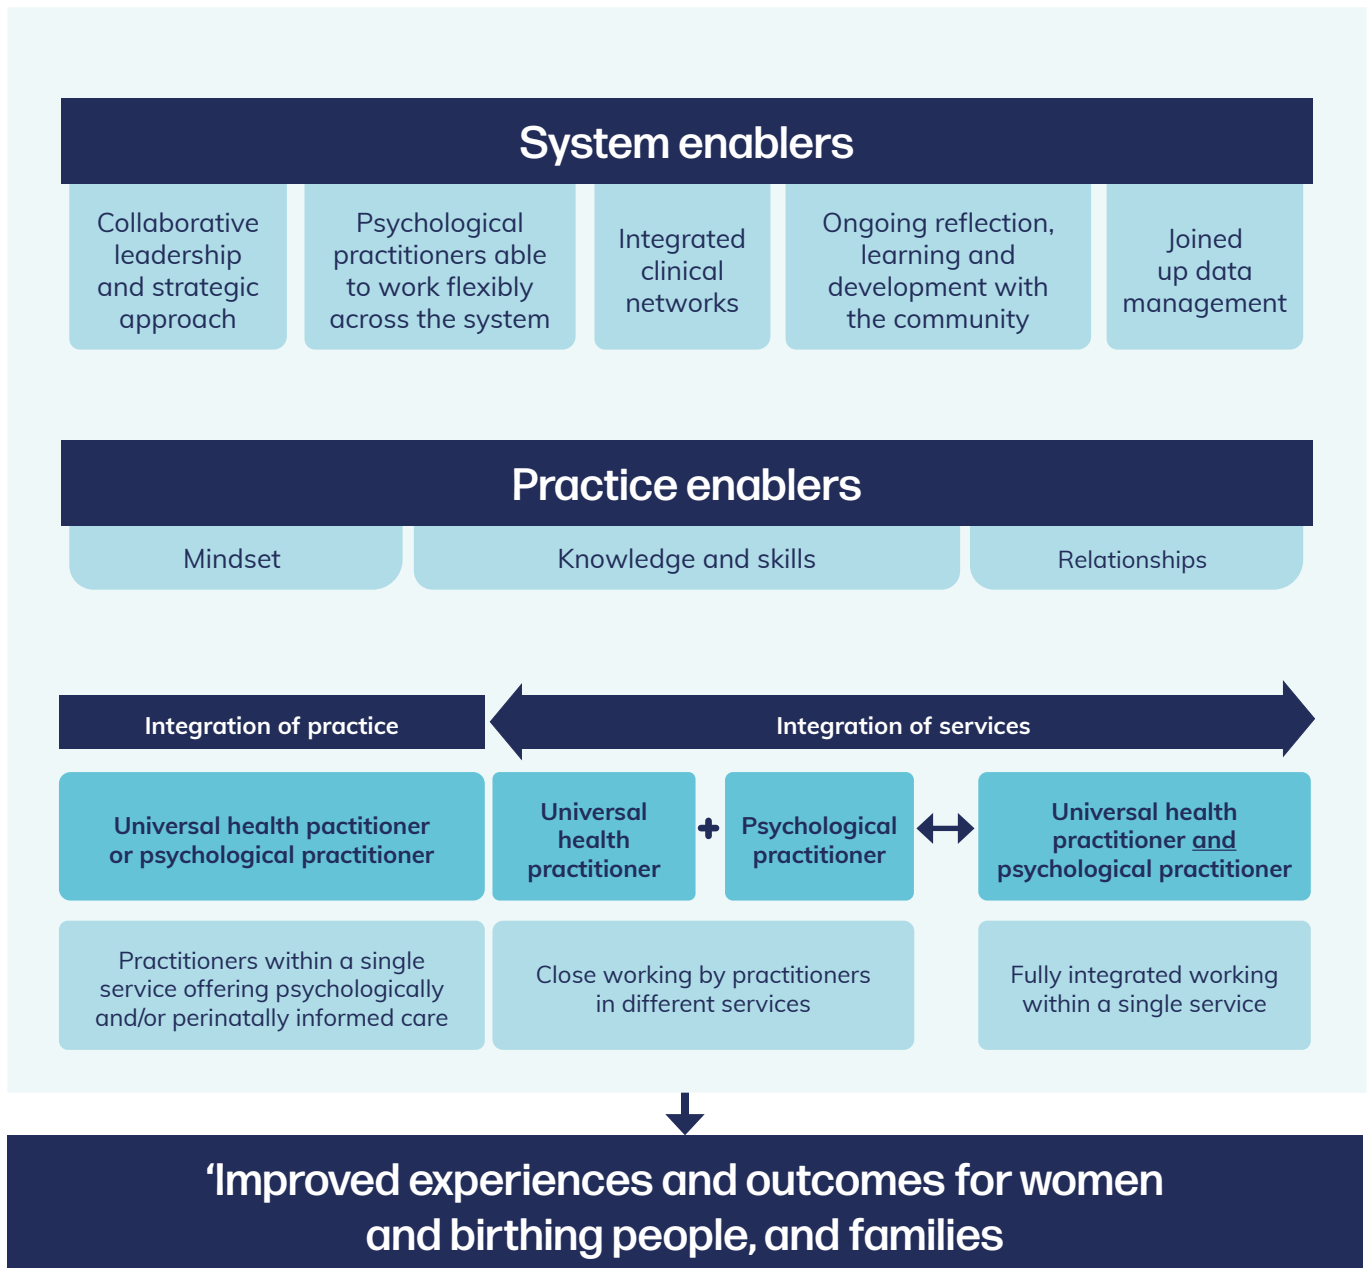 System enablers
Collaborative
leadership
and strategic
approach
Psychological
practitioners able
to work flexibly
across the system
Integrated
clinical
networks
Ongoing reflection,
learning and
development with
the community
Joined
up data
management
Practice enablers
Mindset
Knowledge and skills
Relationships
Integration of practice
Integration of services
Universal health pactitioner
or psychological practitioner
Universal
health
practitioner
+
Psychological
practitioner
Universal health
practitioner and
psychological practitioner
Practitioners within a single
service offering psychologically
and/or perinatally informed care
Close working by practitioners
in different services
Fully integrated working
within a single service
‘Improved experiences and outcomes for women
and birthing people, and families